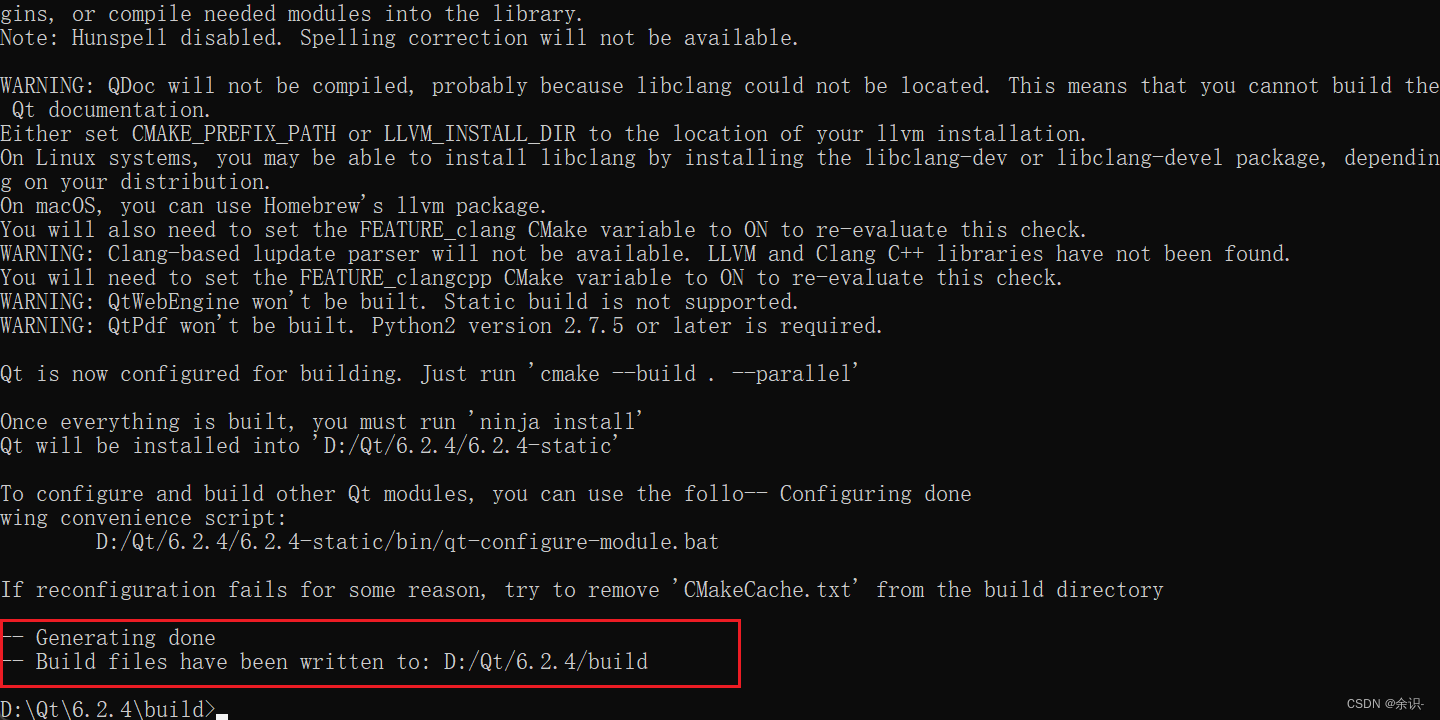 gins, or compile needed modules into the library.
Note: Hunspell disabled. Spelling correction will not be available.
WARNING: QDoc will not be compiled, probably because libclang could not be located. This means that you cannot build the
 Qt documentation.
Either set CMAKE_PREFIX_PATH or LLVM_INSTALL_DIR to the location of your llvm installation.
On Linux systems, you may be able to install libclang by installing the libclang-dev or libclang-devel package, dependin
g on your distribution.
On macOS, you can use Homebrew's llvm package.
You will also need to set the FEATURE_clang CMake variable to ON to re-evaluate this check.
WARNING: Clang-based lupdate parser will not be available. LLVM and Clang C++ libraries have not been found.
You will need to set the FEATURE_clangcpp CMake variable to ON to re-evaluate this check.
WARNING: QtWebEngine won't be built. Static build is not supported.
WARNING: QtPdf won't be built. Python2 version 2.7.5 or later is required.
Qt is now configured for building. Just run 'cmake --build . --parallel'
Once everything is built, you must run 'ninja install'
Qt will be installed into 'D:/Qt/6.2.4/6.2.4-static'
To configure and build other Qt modules, you can use the follo-- Configuring done
wing convenience script:
        D:/Qt/6.2.4/6.2.4-static/bin/qt-configure-module.bat
If reconfiguration fails for some reason, try to remove 'CMakeCache.txt' from the build directory
-- Generating done
-- Build files have been written to: D:/Qt/6.2.4/build
D:\Qt\6.2.4\build>
CSDN @余识-